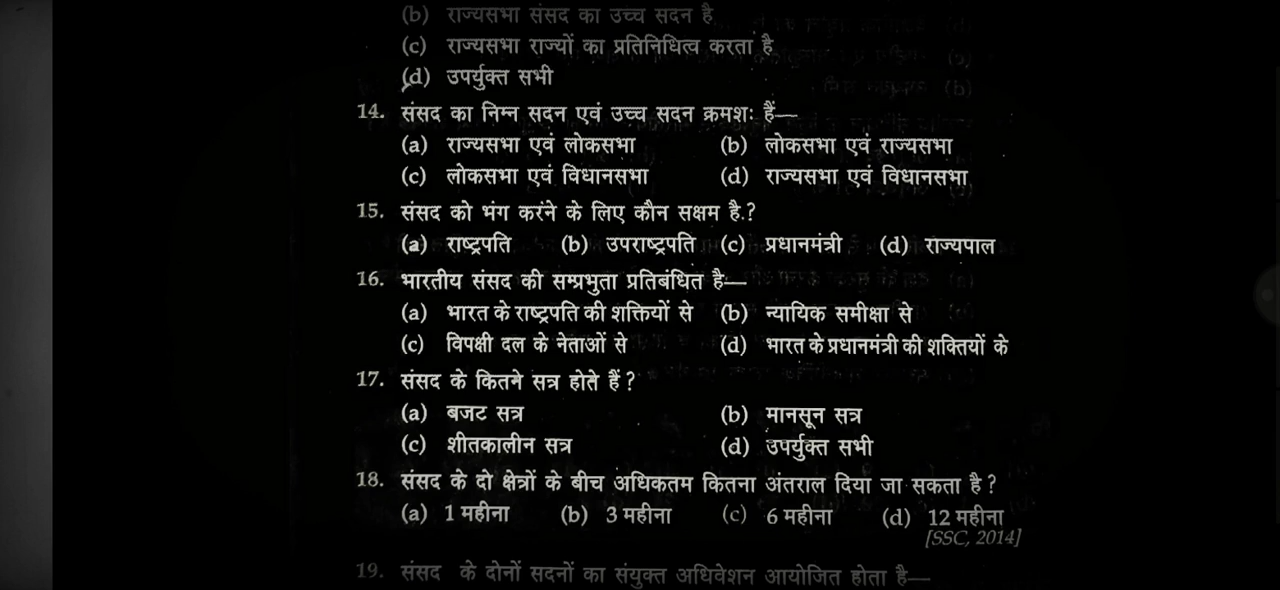 (b) राज्यसभा संसद का उच्च सदन है
(c) राज्यसभा राज्यों का प्रतिनिधित्व करता है
(d) उपर्युक्त सभी
14. संसद का निम्न सदन एवं उच्च सदन क्रमशः हैं—
(a) राज्यसभा एवं लोकसभा (b) लोकसभा एवं राज्यसभा
(c) लोकसभा एवं विधानसभा (d) राज्यसभा एवं विधानसभा
15. संसद को भंग करने के लिए कौन सक्षम है ?
(a) राष्ट्रपति (b) उपराष्ट्रपति (c) प्रधानमंत्री (d) राज्यपाल
16. भारतीय संसद की सम्प्रभुता प्रतिबंधित है—
(a) भारत के राष्ट्रपति की शक्तियों से (b) न्यायिक समीक्षा से
(c) विपक्षी दल के नेताओं से (d) भारत के प्रधानमंत्री की शक्तियों के
17. संसद के कितने सत्र होते हैं ?
(a) बजट सत्र (b) मानसून सत्र
(c) शीतकालीन सत्र (d) उपर्युक्त सभी
18. संसद के दो क्षेत्रों के बीच अधिकतम कितना अंतराल दिया जा सकता है ?
(a) 1 महीना (b) 3 महीना (c) 6 महीना (d) 12 महीना
[SSC, 2014]
19. संसद के दोनों सदनों का संयुक्त अधिवेशन आयोजित होता है—